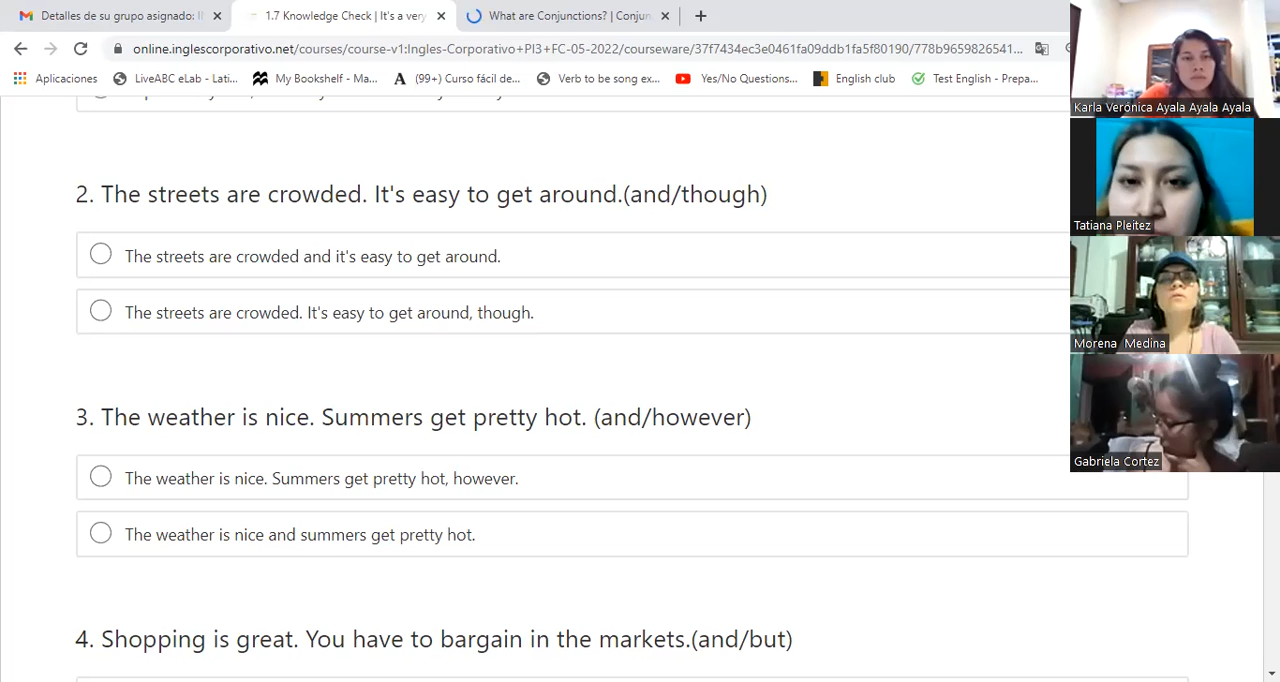 Detalles de su grupo asignado: I
1.7 Knowledge Check | It's a very
What are Conjunctions? | Conjun
online.inglescorporativo.net/courses/course-v1:Ingles-Corporativo+PI3+FC-05-2022/courseware/37f7434ec3e0461fa09ddb1fa5f80190/778b9659826541...
Aplicaciones
LiveABC eLab - Lati...
My Bookshelf - Ma...
(99+) Curso fácil de...
Verb to be song ex...
Yes/No Questions...
English club
Test English - Prepa...
2. The streets are crowded. It's easy to get around.(and/though)
The streets are crowded and it's easy to get around.
The streets are crowded. It's easy to get around, though.
3. The weather is nice. Summers get pretty hot. (and/however)
The weather is nice. Summers get pretty hot, however.
The weather is nice and summers get pretty hot.
4. Shopping is great. You have to bargain in the markets.(and/but)
Karla Verónica Ayala Ayala Ayala
Tatiana Pleitez
Morena Medina
Gabriela Cortez